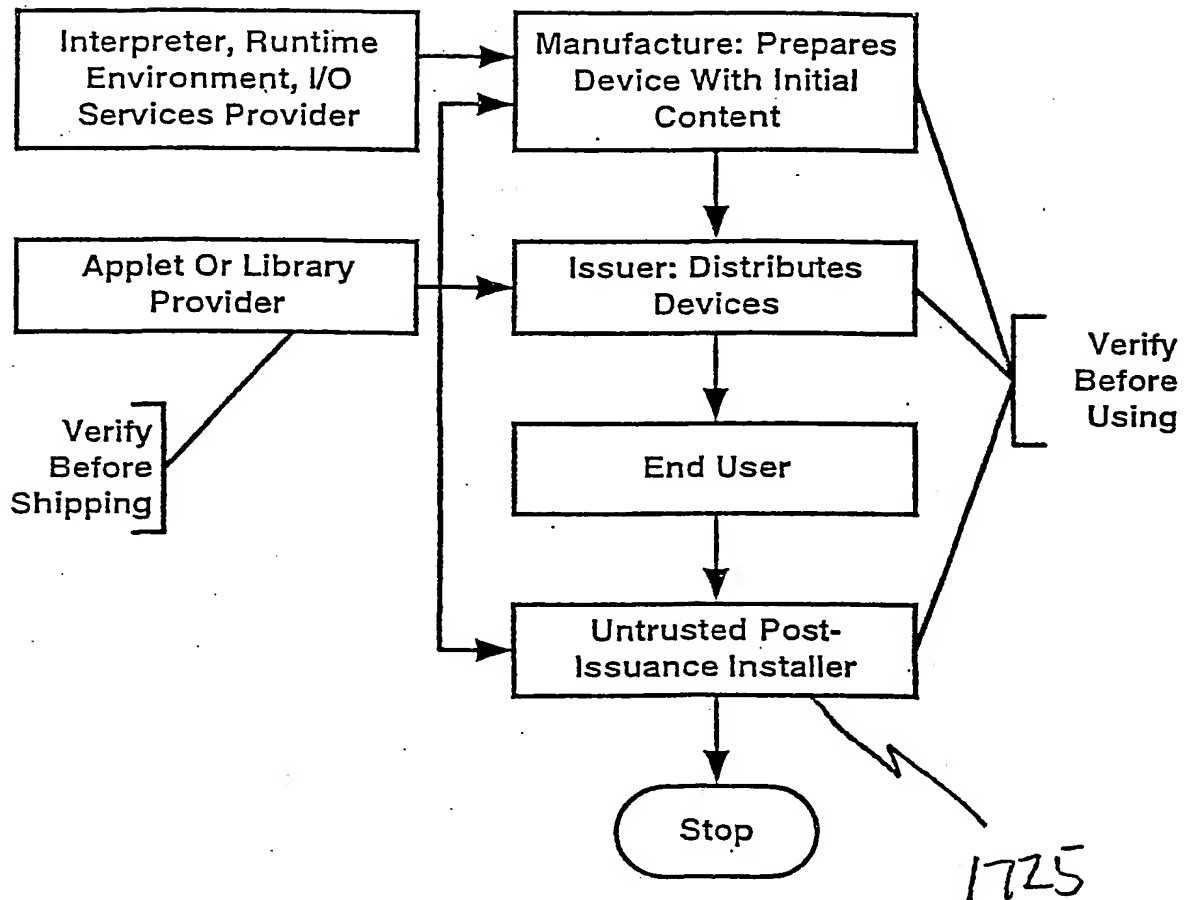 Interpreter, Runtime
Environment, I/O
Services Provider
Manufacture: Prepares
Device With Initial
Content
Applet Or Library
Provider
Issuer: Distributes
Devices
Verify
Before
Using
Verify
Before
Shipping
End User
Untrusted Post-
Issuance Installer
Stop
1725